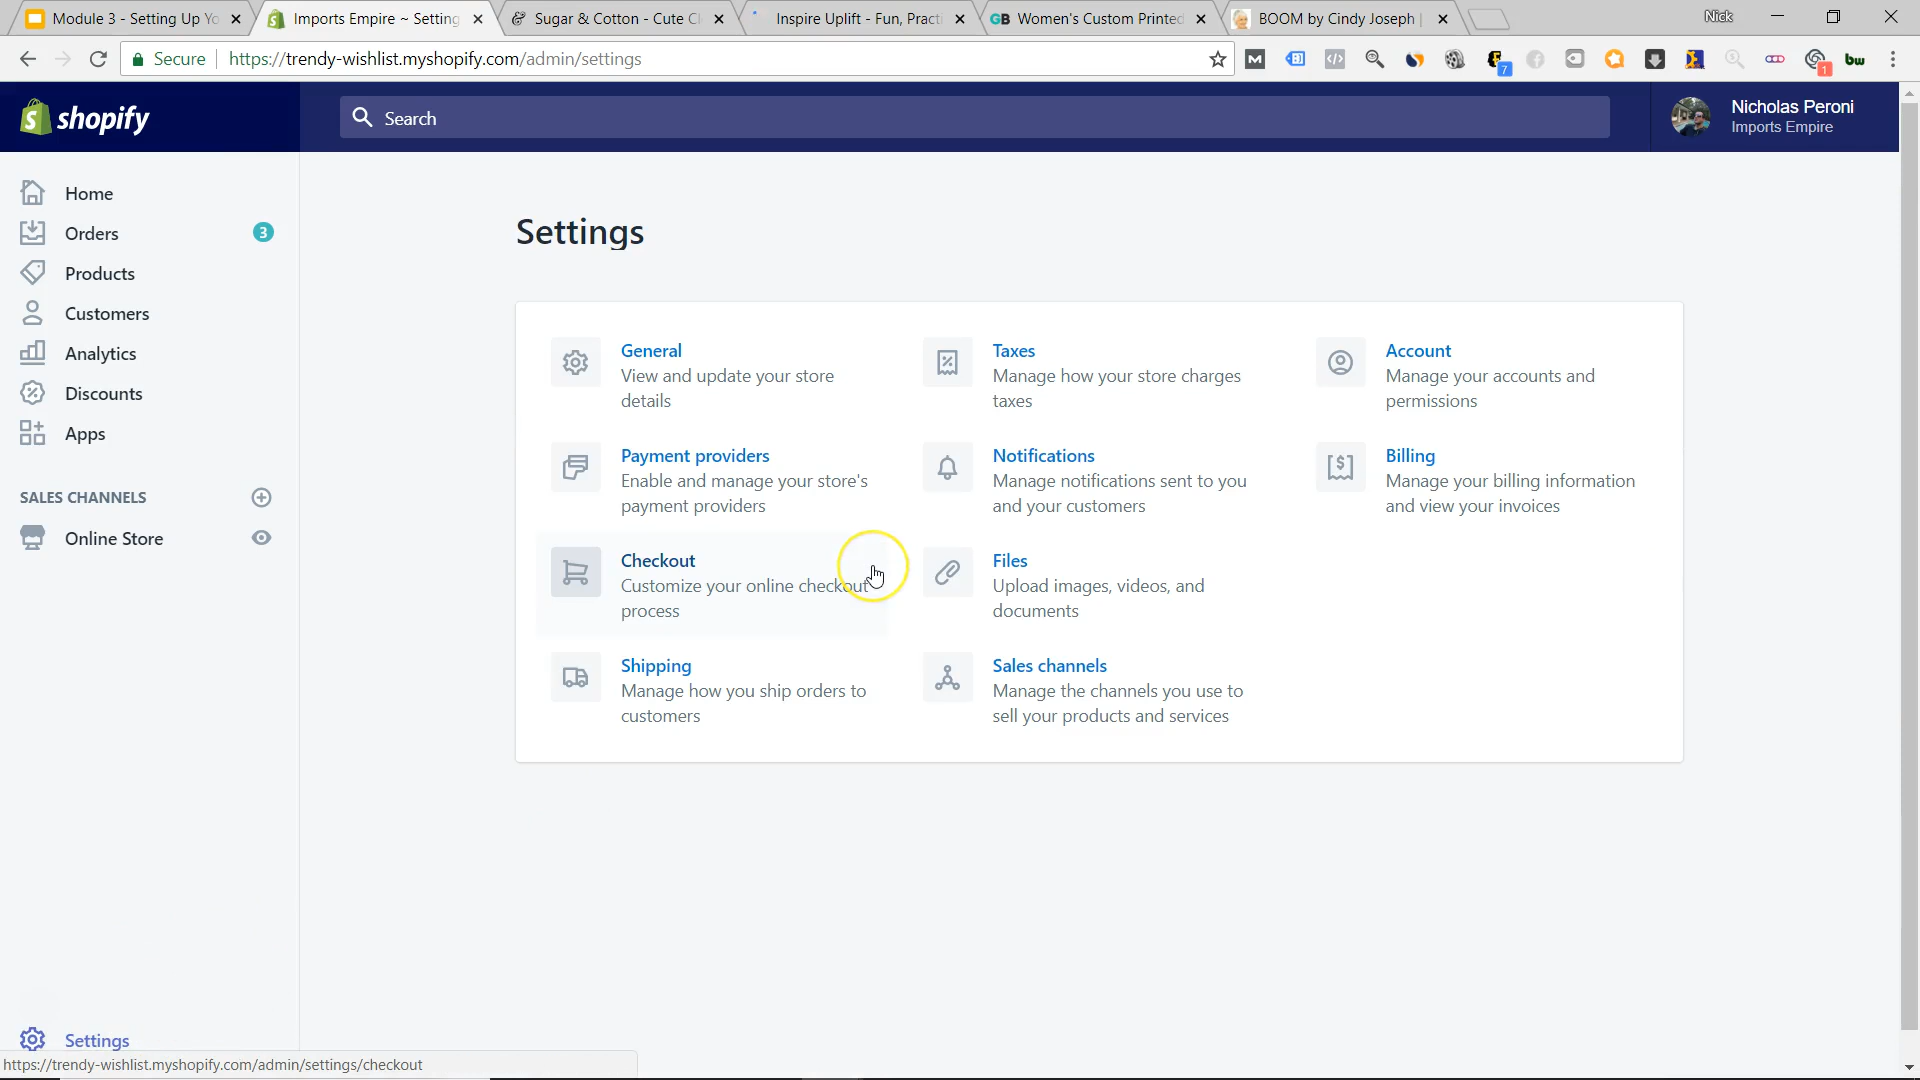 Module 3 - Setting Up Yo
Imports Empire ~ Setting
Sugar & Cotton - Cute Cl
Inspire Uplift - Fun, Practi
GB Women's Custom Printed
BOOM by Cindy Joseph |
Nick
Secure
https://trendy-wishlist.myshopify.com/admin/settings
M
7
1
bw
shopify
Search
Nicholas Peroni
Imports Empire
Home
Orders
3
Products
Customers
Analytics
Discounts
Apps
SALES CHANNELS
Online Store
Settings
General
View and update your store
details
Taxes
Manage how your store charges
taxes
Account
Manage your accounts and
permissions
Payment providers
Enable and manage your store's
payment providers
Notifications
Manage notifications sent to you
and your customers
Billing
Manage your billing information
and view your invoices
Checkout
Customize your online checkout
process
Files
Upload images, videos, and
documents
Shipping
Manage how you ship orders to
customers
Sales channels
Manage the channels you use to
sell your products and services
Settings
https://trendy-wishlist.myshopify.com/admin/settings/checkout